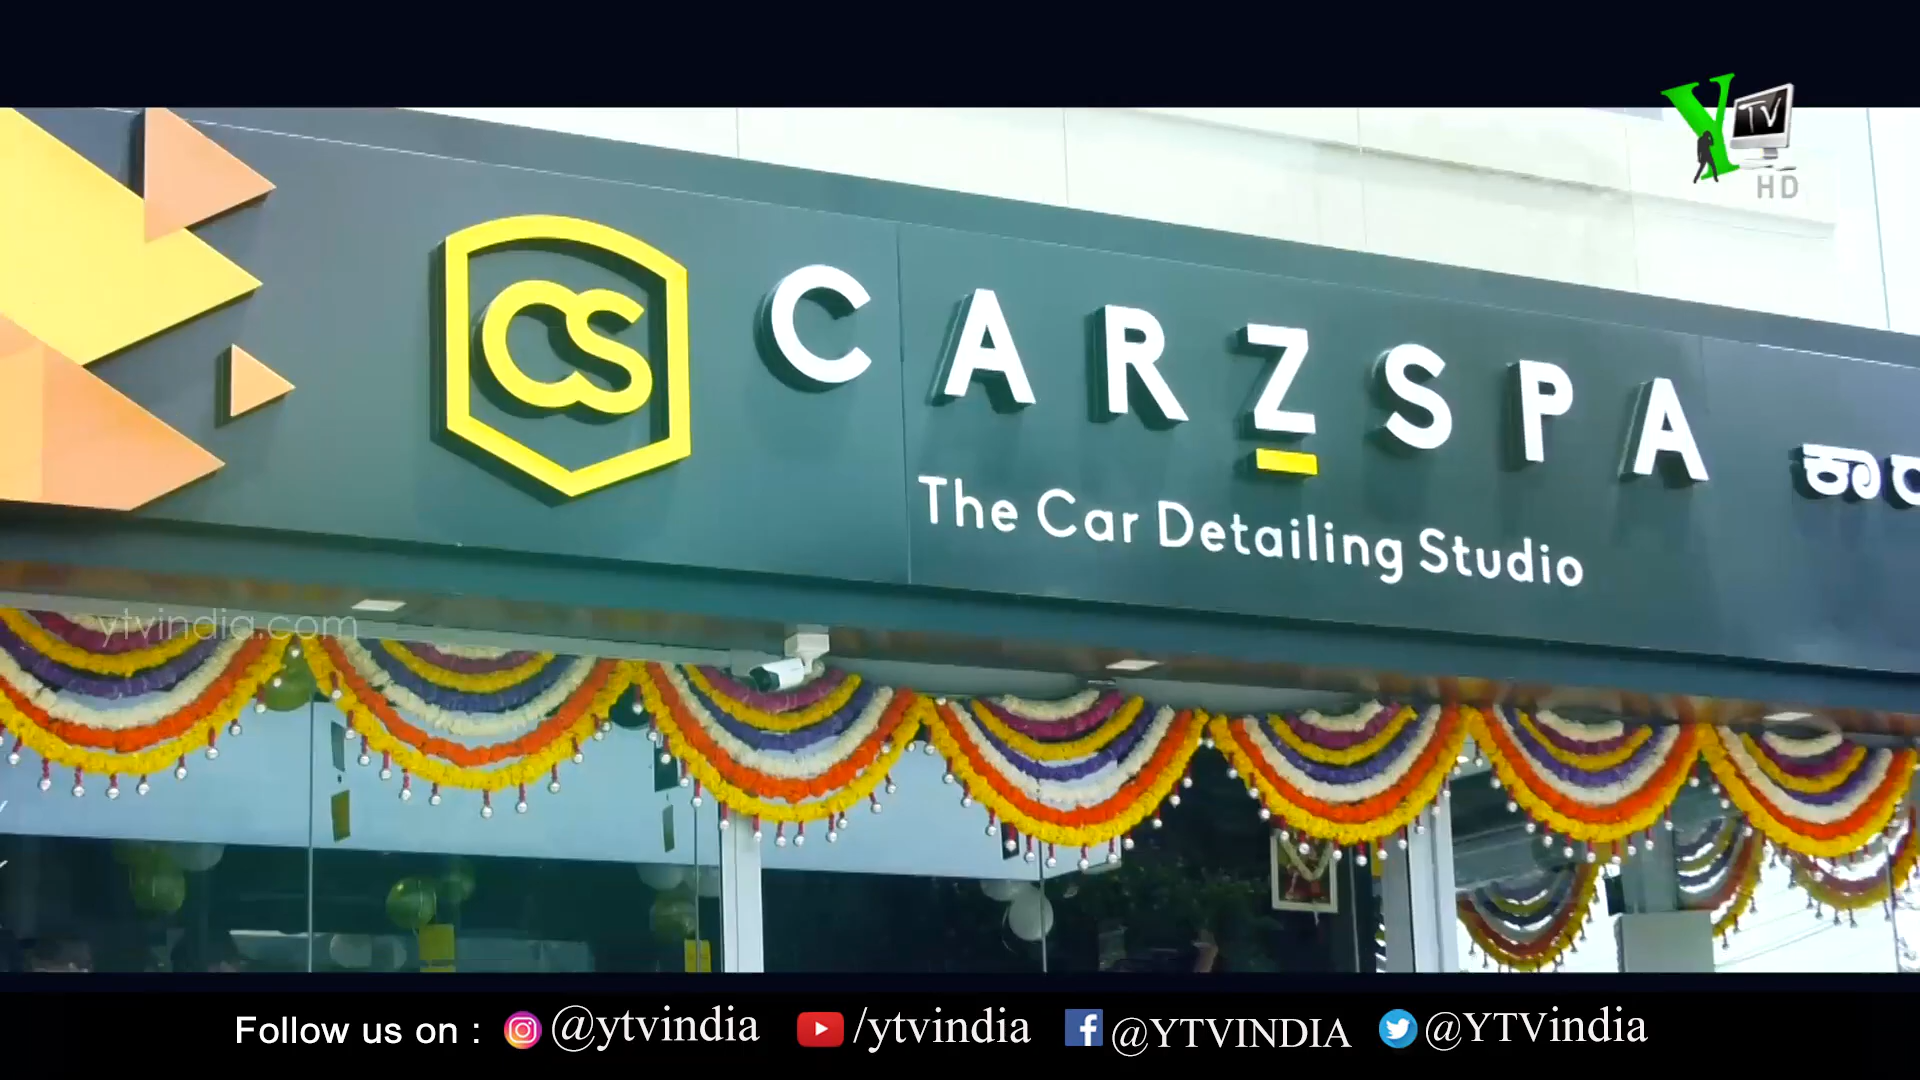 Y TV
HD
CS
CARZSPA
The Car Detailing Studio
ytvindia.com
Follow us on : @ytvindia /ytvindia @YTVINDIA @YTVindia